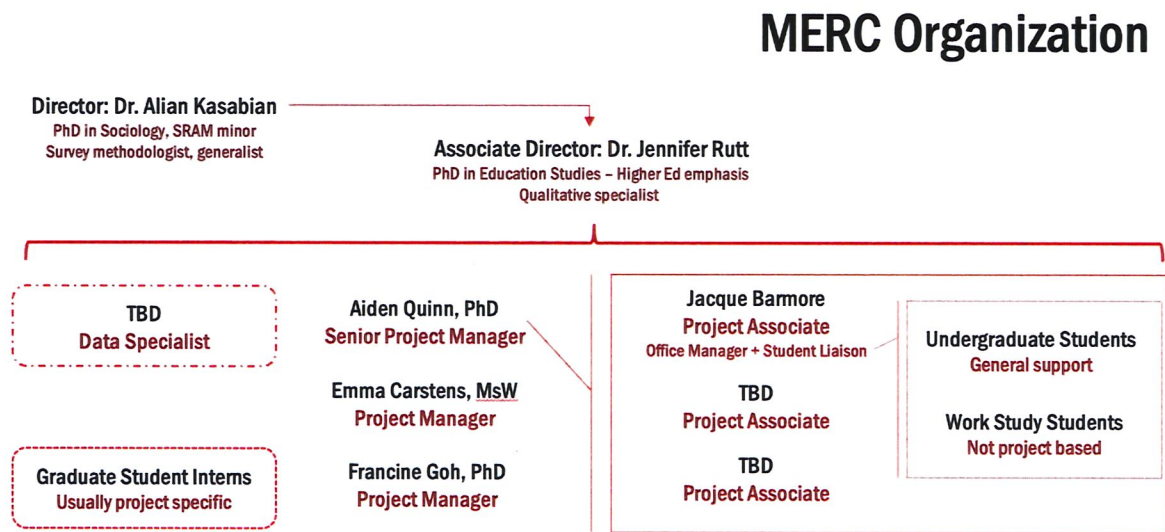 MERC Organization
Director: Dr. Alian Kasabian
PhD in Sociology, SRAM minor
Survey methodologist, generalist
Associate Director: Dr. Jennifer Rutt
PhD in Education Studies – Higher Ed emphasis
Qualitative specialist
TBD
Data Specialist
Graduate Student Interns
Usually project specific
Aiden Quinn, PhD
Senior Project Manager
Emma Carstens, MsW
Project Manager
Francine Goh, PhD
Project Manager
Jacque Barmore
Project Associate
Office Manager + Student Liaison
TBD
Project Associate
TBD
Project Associate
Undergraduate Students
General support
Work Study Students
Not project based